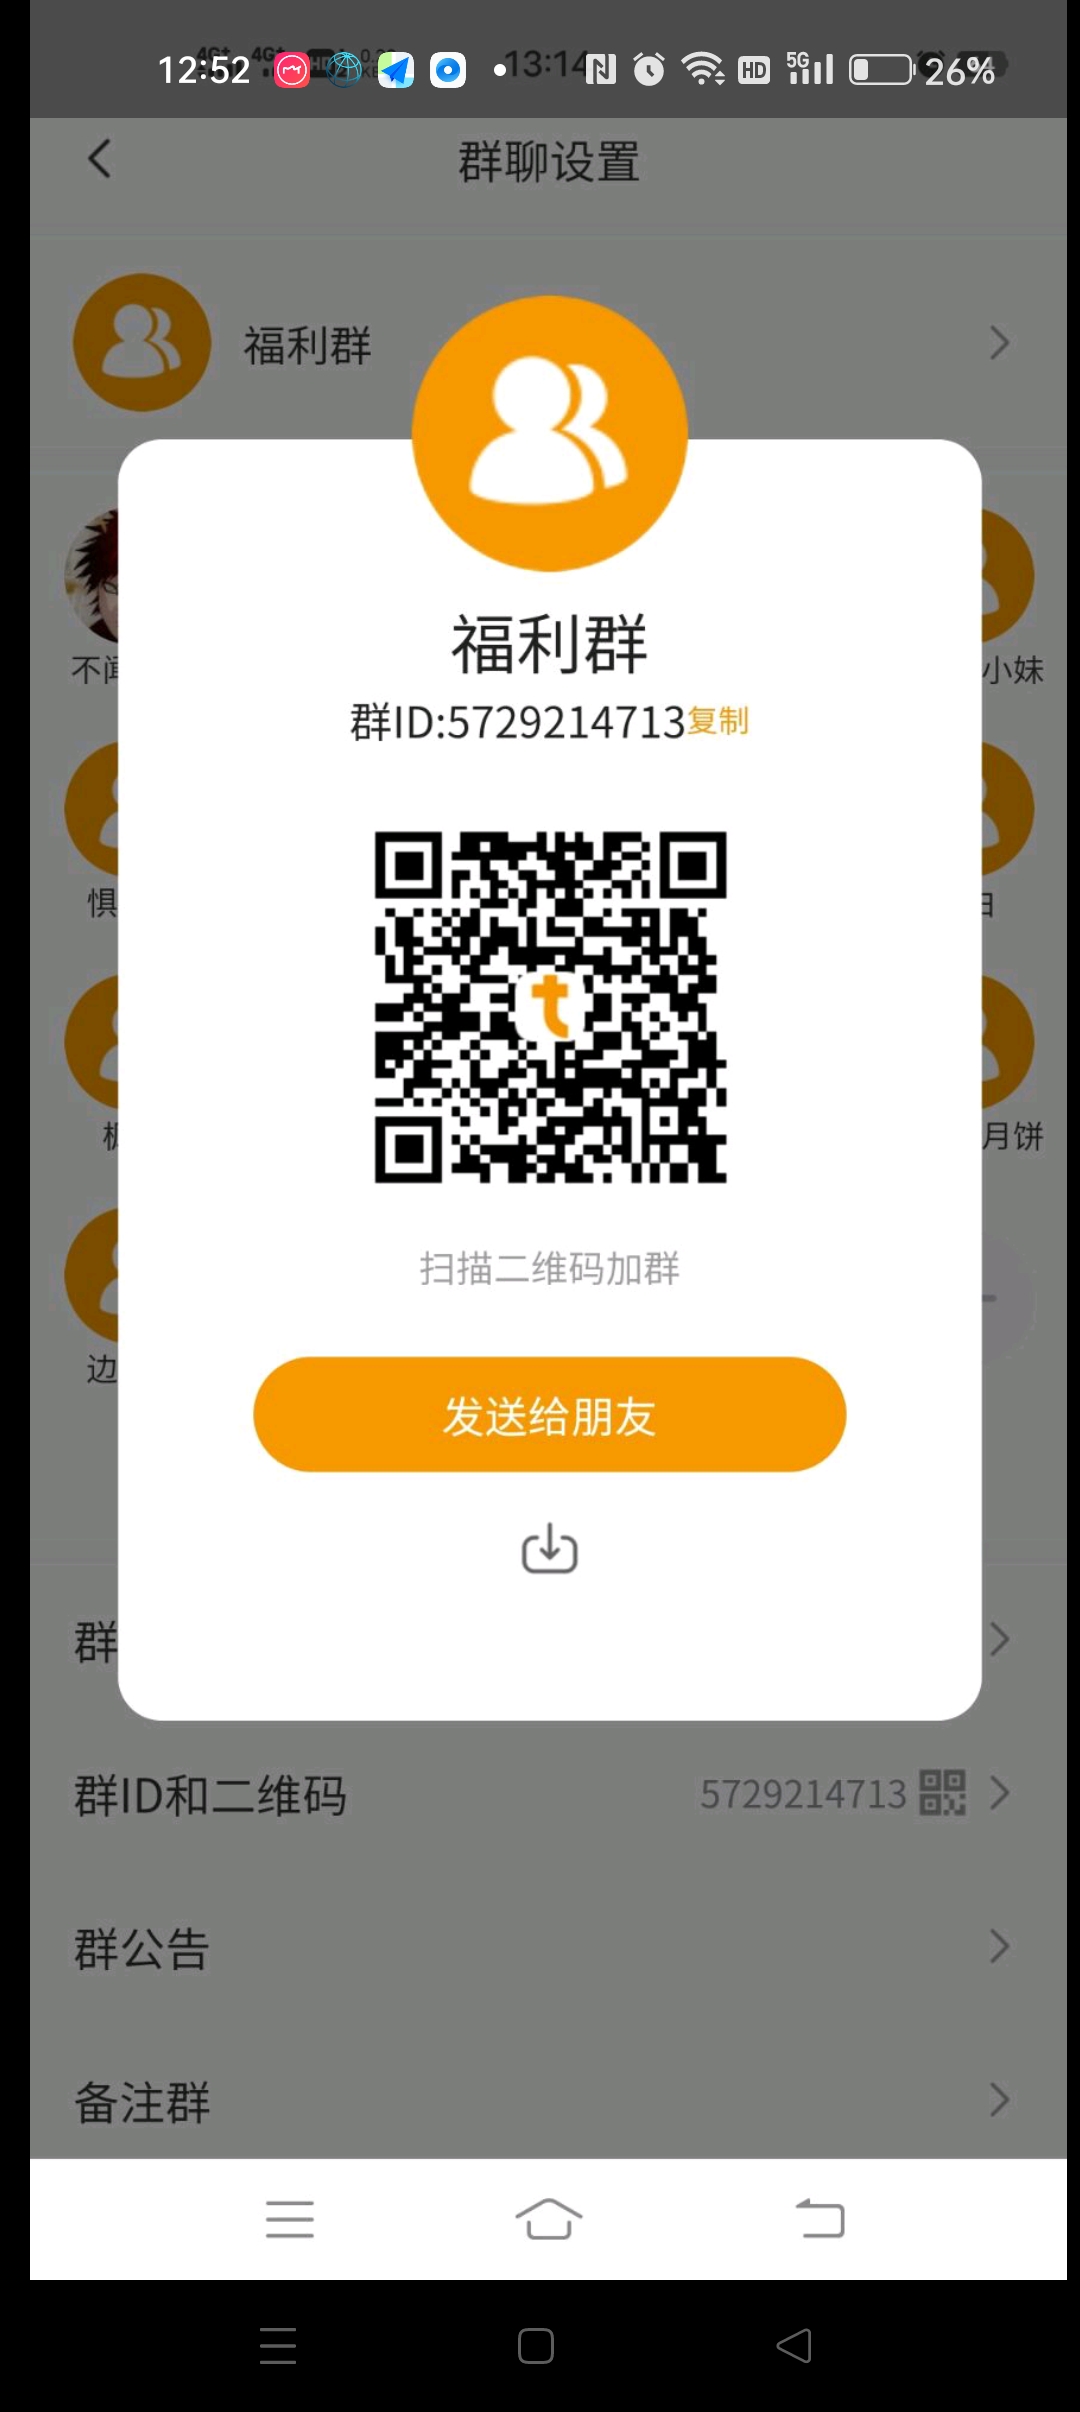 12:52
13:14
HD
5G
26%
群聊设置
福利群
福利群
群ID:5729214713复制
小妹
惧
月饼
边
t
扫描二维码加群
发送给朋友
群
群ID和二维码 5729214713
群公告
备注群